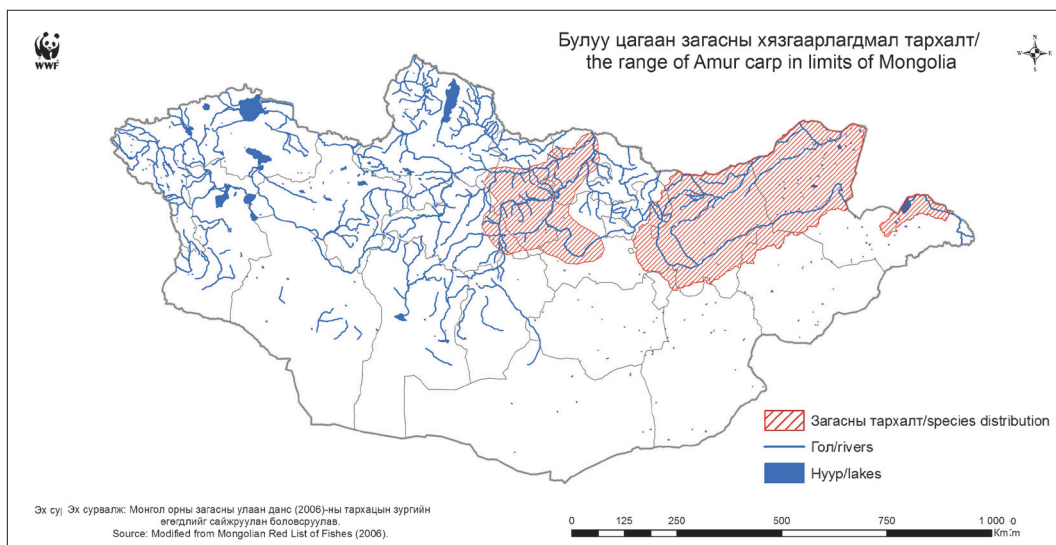 WWF
Булуу цагаан загасны хязгаарлагдмал тархалт/
the range of Amur carp in limits of Mongolia
N
W E
S
Загасны тархалт/species distribution
Гол/rivers
Нуур/lakes
Эх су Эх сурвалж: Монгол орны загасны улаан данс (2006)-ны тархацын зургийн
өгөгдлийг сайжруулан боловсруулав.
Source: Modified from Mongolian Red List of Fishes (2006).
0 125 250 500 750 1 000
Km